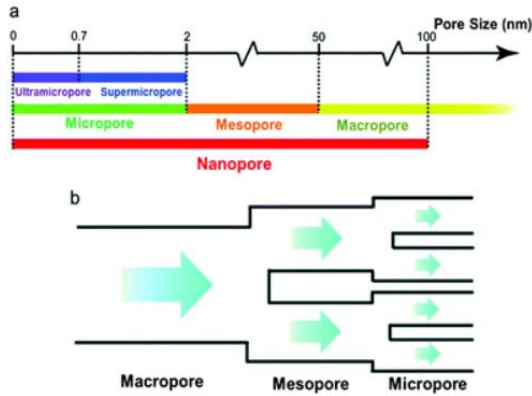 a
Pore Size (nm)
0 0.7 2 50 100
Ultramicropore Supermicropore
Micropore Mesopore Macropore
Nanopore
b
Macropore Mesopore Micropore